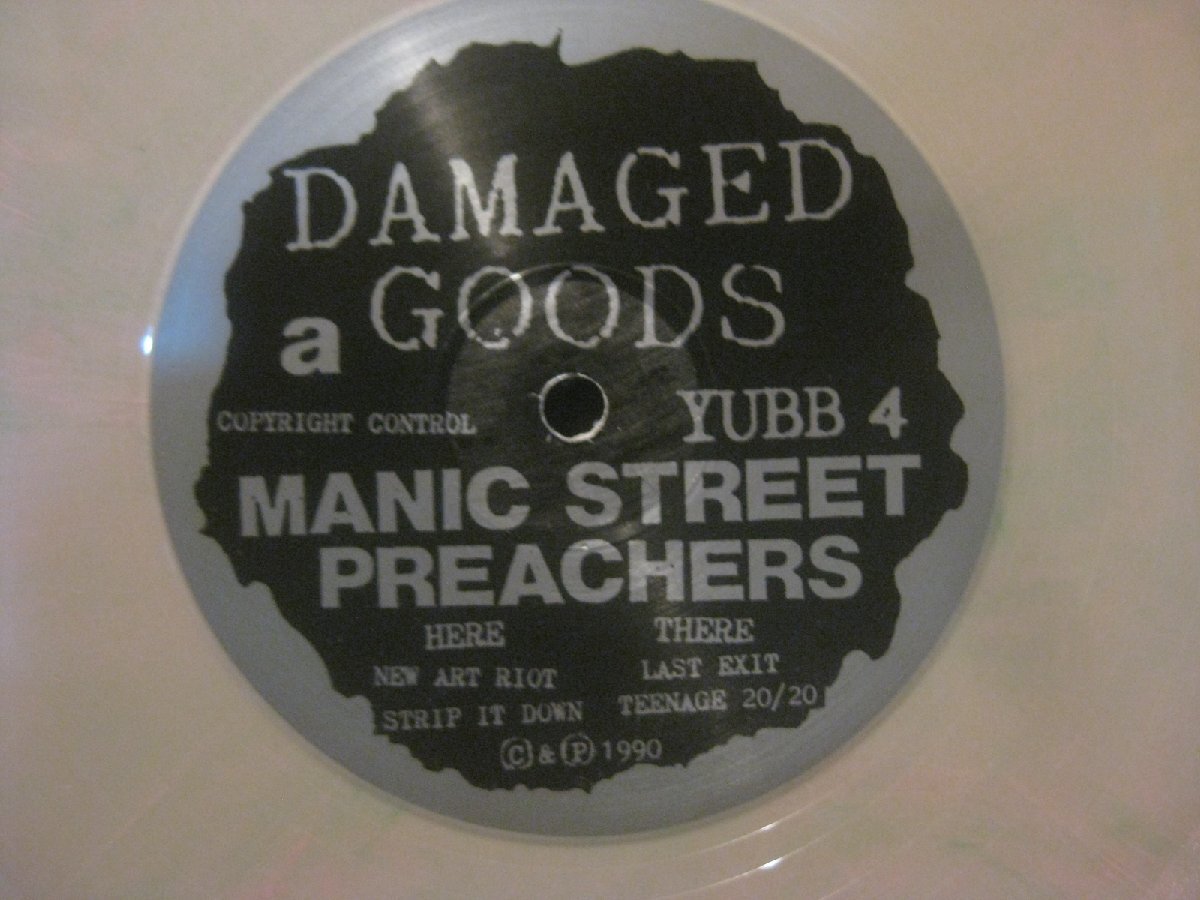 DAMAGED
GOODS
a
COPYRIGHT CONTROL
YUBB 4
MANIC STREET
PREACHERS
HERE
NEW ART RIOT
STRIP IT DOWN
THERE
LAST EXIT
TEENAGE 20/20
Ⓒ & Ⓟ 1990